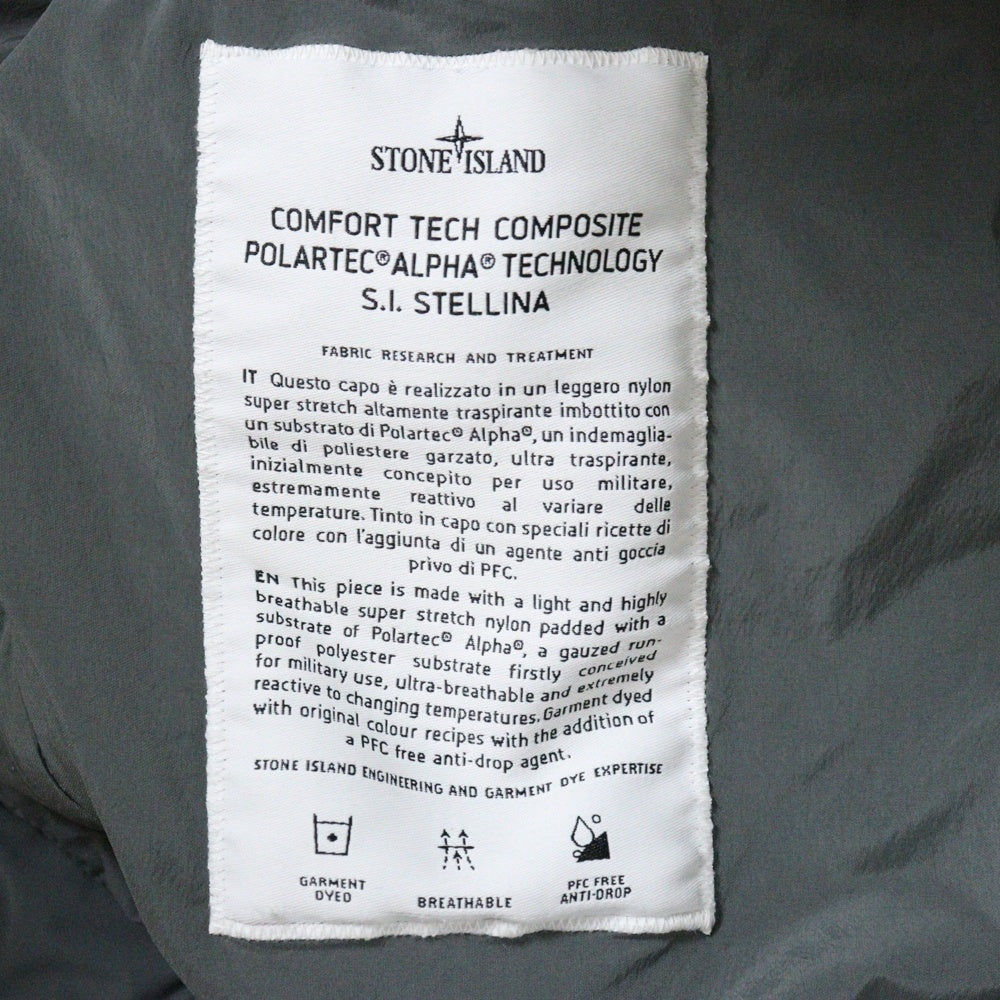 STONE ISLAND
COMFORT TECH COMPOSITE
POLARTEC® ALPHA® TECHNOLOGY
S.I. STELLINA
FABRIC RESEARCH AND TREATMENT
IT Questo capo è realizzato in un leggero nylon
super stretch altamente traspirante imbottito con
un substrato di Polartec® Alpha®, un indemaglia-
bile di poliestere garzato, ultra traspirante,
inizialmente concepito per uso militare,
estremamente reattivo al variare delle
temperature. Tinto in capo con speciali ricette di
colore con l'aggiunta di un agente anti goccia
privo di PFC.
EN This piece is made with a light and highly
breathable super stretch nylon padded with a
substrate of Polartec® Alpha®, a gauzed run-
proof polyester substrate firstly conceived
for military use, ultra-breathable and extremely
reactive to changing temperatures. Garment dyed
with original colour recipes with the addition of
a PFC free anti-drop agent.
STONE ISLAND ENGINEERING AND GARMENT DYE EXPERTISE
GARMENT
DYED
BREATHABLE
PFC FREE
ANTI-DROP